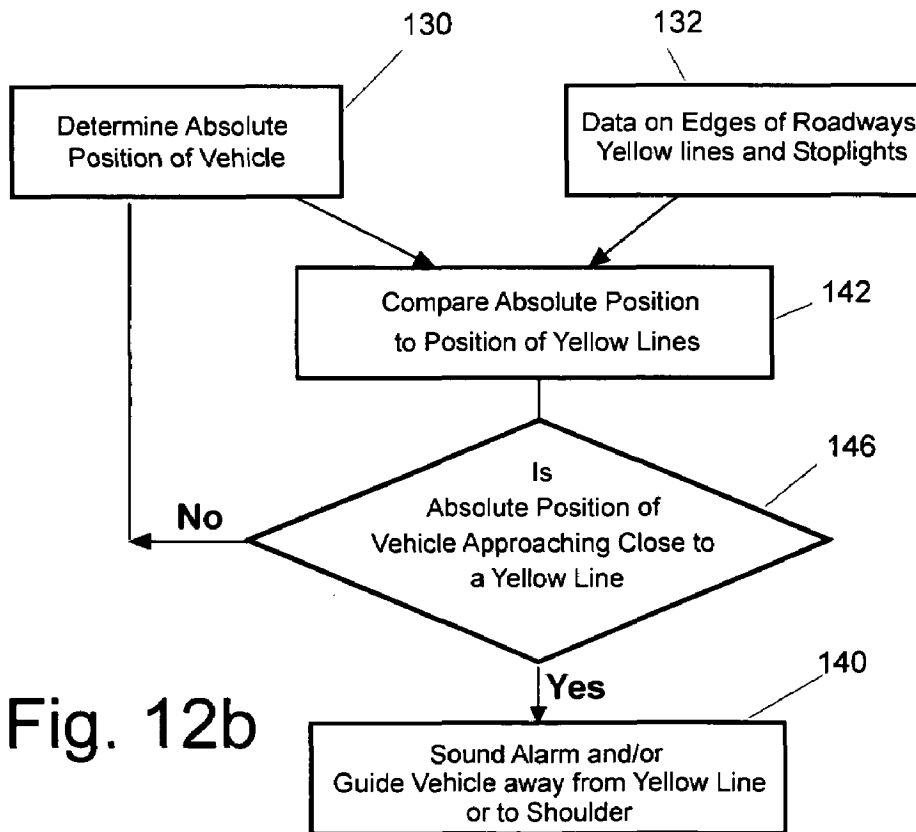 130
132
Determine Absolute
Position of Vehicle
Data on Edges of Roadways
Yellow lines and Stoplights
Compare Absolute Position
to Position of Yellow Lines
142
Is
Absolute Position of
Vehicle Approaching Close to
a Yellow Line
146
No
Yes
140
Fig. 12b
Sound Alarm and/or
Guide Vehicle away from Yellow Line
or to Shoulder